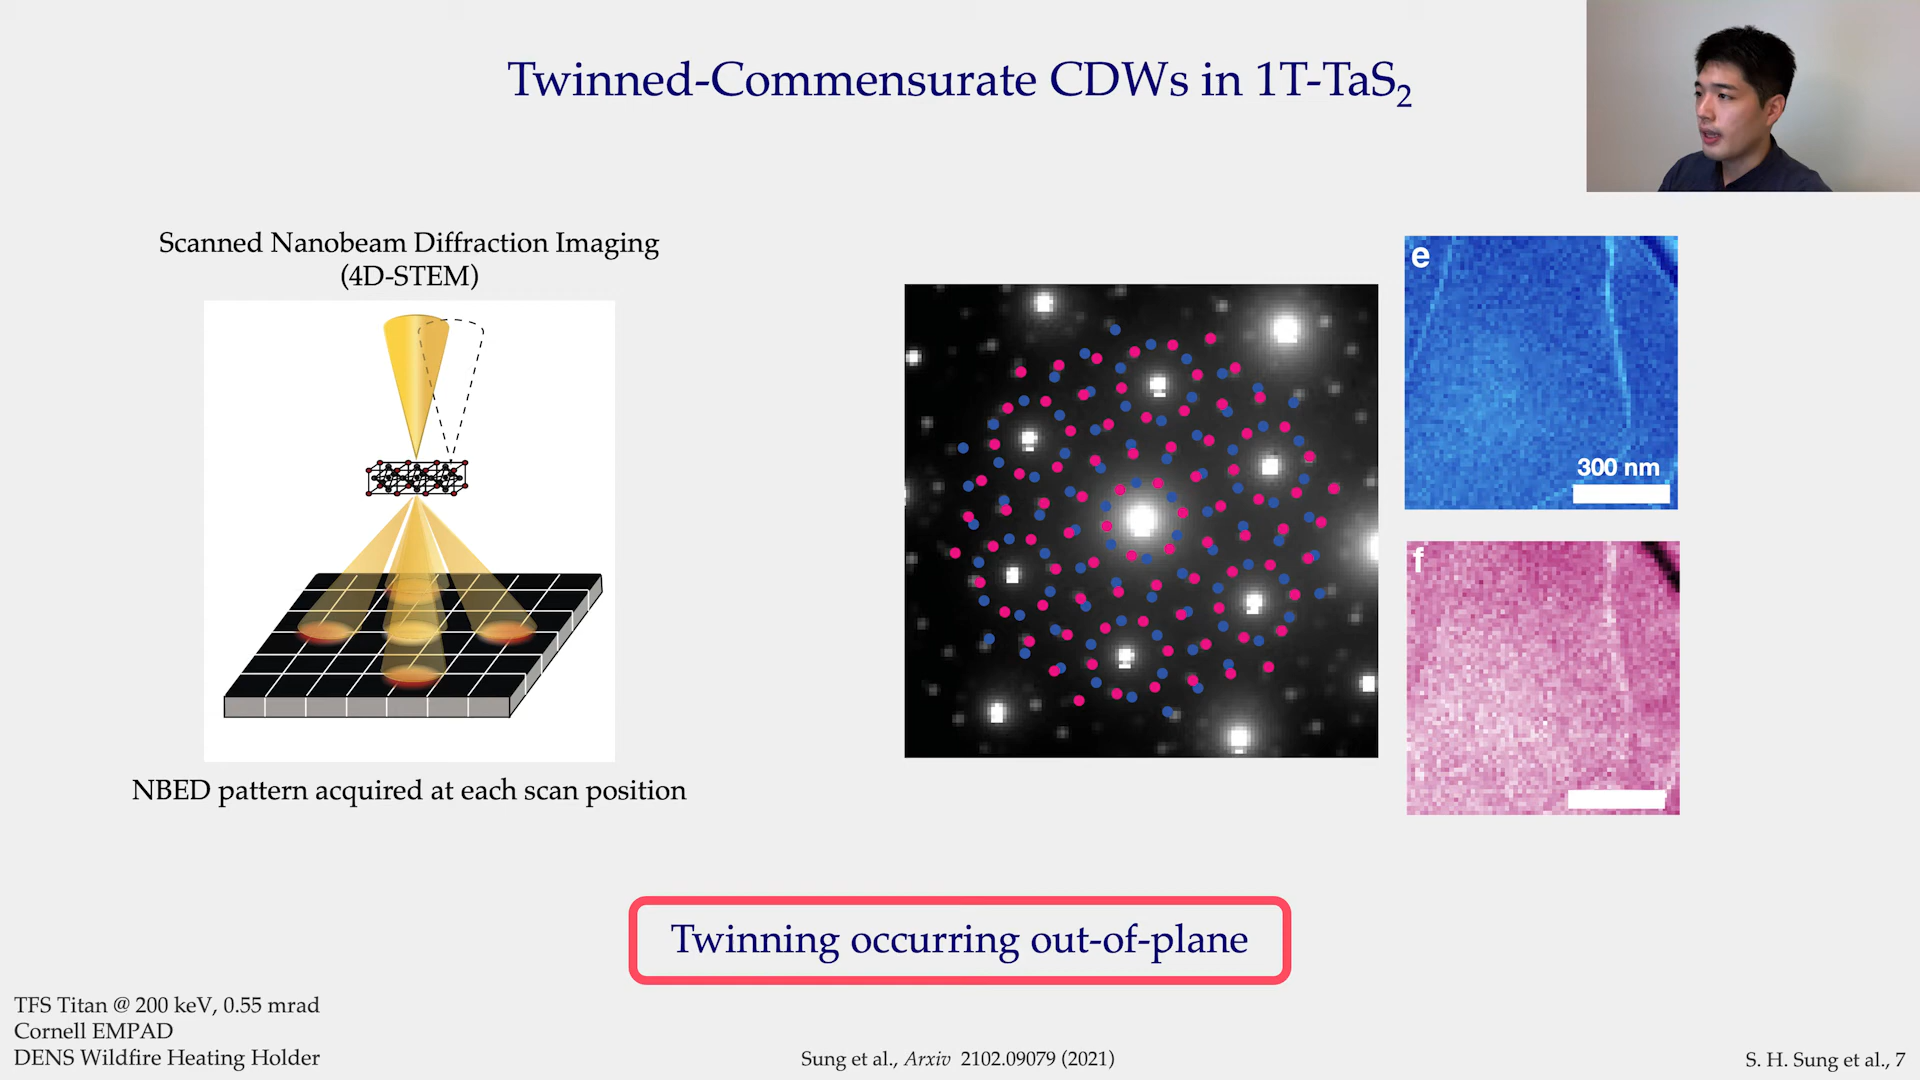 Twinned-Commensurate CDWs in 1T-TaS2
Scanned Nanobeam Diffraction Imaging
(4D-STEM)
NBED pattern acquired at each scan position
e
300 nm
f
Twinning occurring out-of-plane
TFS Titan @ 200 keV, 0.55 mrad
Cornell EMPAD
DENS Wildfire Heating Holder
Sung et al., Arxiv 2102.09079 (2021)
S. H. Sung et al., 7